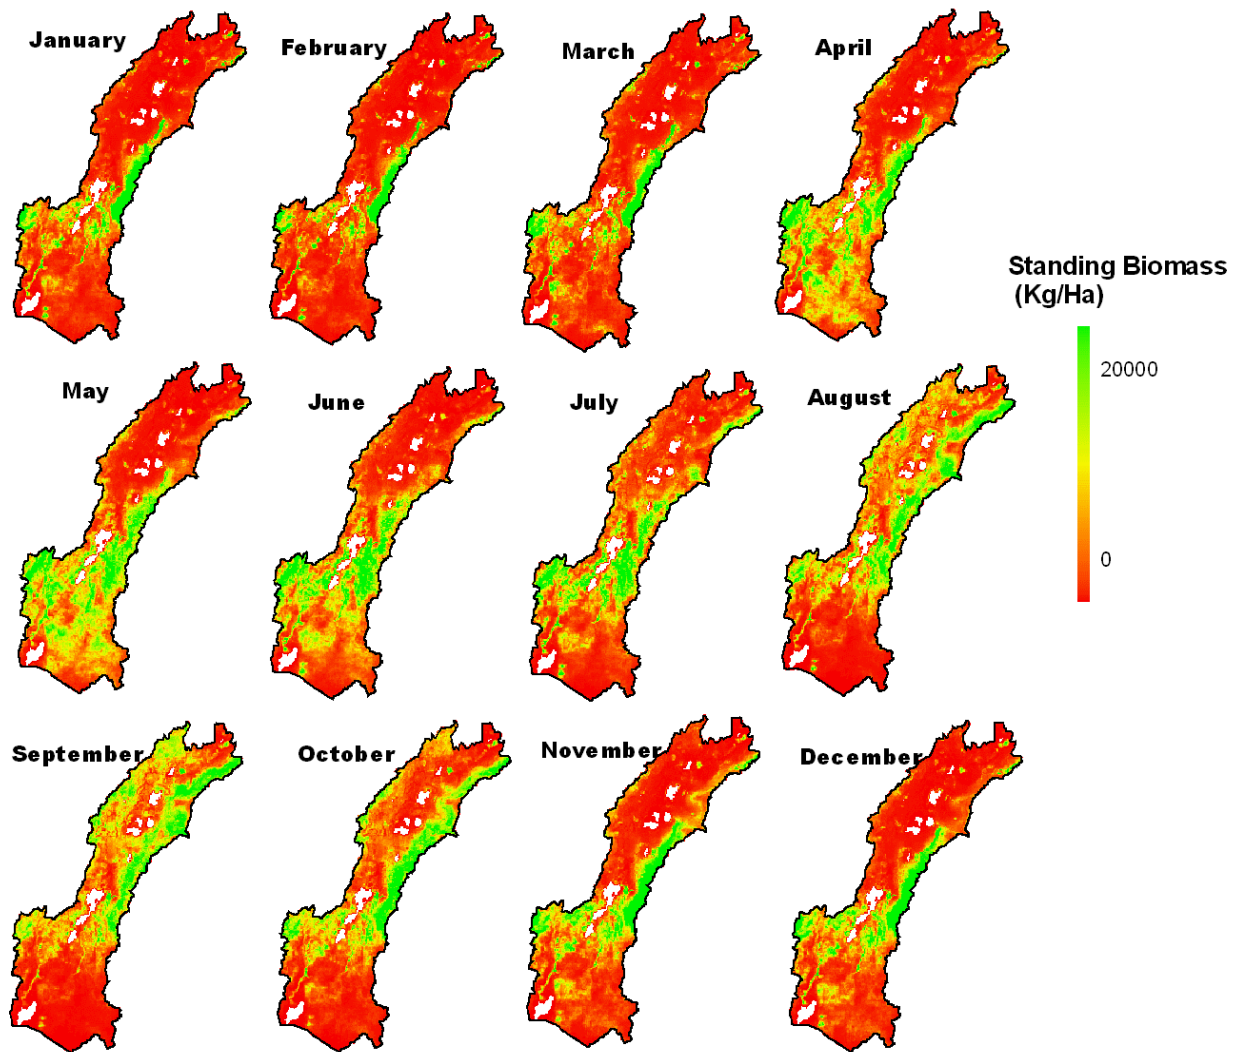 January
February
March
April
Standing Biomass
(Kg/Ha)
20000
0
May
June
July
August
September
October
November
December